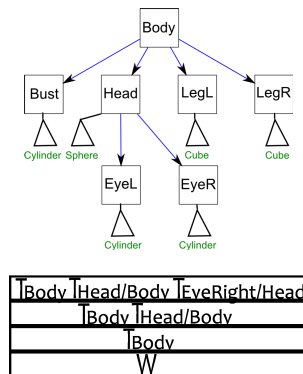 Body
Bust Head LegL LegR
Cylinder Sphere Cube Cube
EyeL EyeR
Cylinder Cylinder
TBody THead/Body TEyeRight/Head
TBody THead/Body
TBody
W